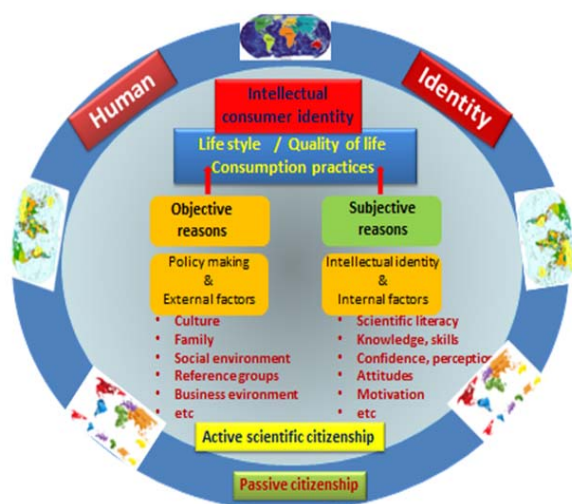 Human
Identity
Intellectual
consumer identity
Life style / Quality of life
Consumption practices
Objective
reasons
Policy making
&
External factors
• Culture
• Family
• Social environment
• Reference groups
• Business evironment
• etc
Subjective
reasons
Intellectual identity
&
Internal factors
• Scientific literacy
• Knowledge, skills
• Confidence, perception
• Attitudes
• Motivation
• etc
Active scientific citizenship
Passive citizenship